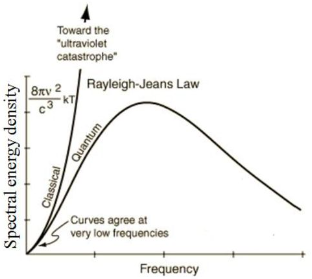 Toward the
"ultraviolet
catastrophe"
Rayleigh-Jeans Law
8πν²/c³ kT
Spectral energy density
Classical
Quantum
Curves agree at
very low frequencies
Frequency